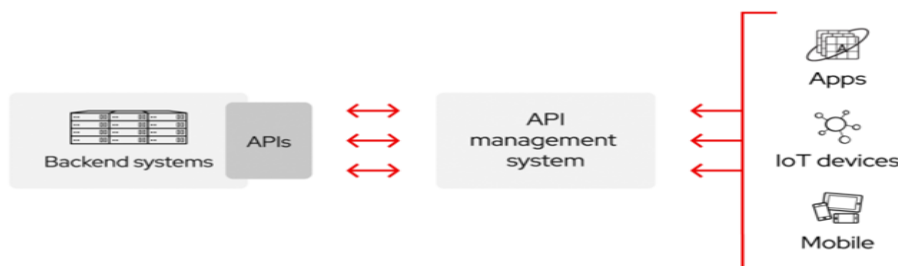 Backend systems
APIs
API
management
system
A
Apps
IoT devices
Mobile